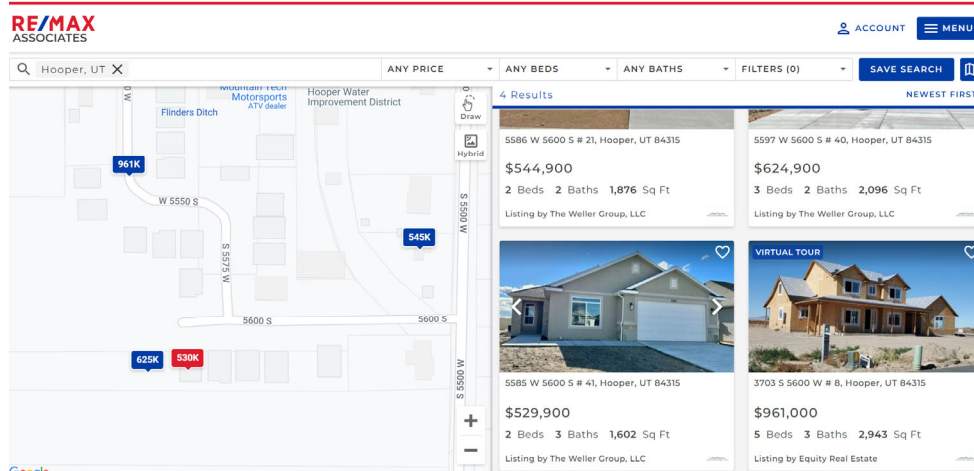 RE/MAX
ASSOCIATES
ACCOUNT
MENU
Hooper, UT
ANY PRICE
ANY BEDS
ANY BATHS
FILTERS (0)
SAVE SEARCH
4 Results
NEWEST FIRST
Mountain Tech
Motorsports
ATV dealer
Hooper Water
Improvement District
Flinders Ditch
W
0
Draw
Hybrid
961K
W 5550 S
S 5575 W
S 5500 W
545K
5600 S
5600 S
625K
530K
S 5500 W
5586 W 5600 S # 21, Hooper, UT 84315
$544,900
2 Beds 2 Baths 1,876 Sq Ft
Listing by The Weller Group, LLC
5597 W 5600 S # 40, Hooper, UT 84315
$624,900
3 Beds 2 Baths 2,096 Sq Ft
Listing by The Weller Group, LLC
5585 W 5600 S # 41, Hooper, UT 84315
$529,900
2 Beds 3 Baths 1,602 Sq Ft
Listing by The Weller Group, LLC
VIRTUAL TOUR
3703 S 5600 W # 8, Hooper, UT 84315
$961,000
5 Beds 3 Baths 2,943 Sq Ft
Listing by Equity Real Estate
Google